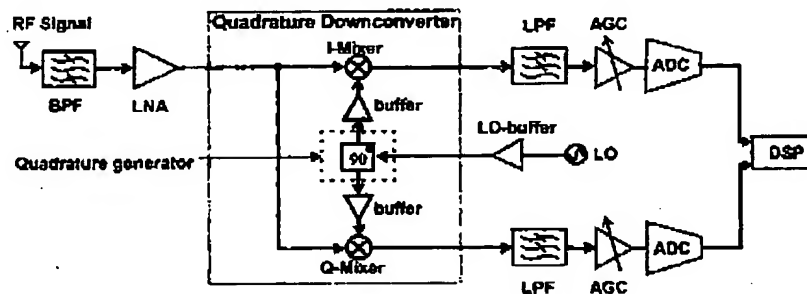 RF Signal
BPF
LNA
Quadrature Downconverter
I-Mixer
buffer
Quadrature generator
90
buffer
Q-Mixer
LPF
AGC
ADC
LO-buffer
LO
DSP
LPF
AGC
ADC